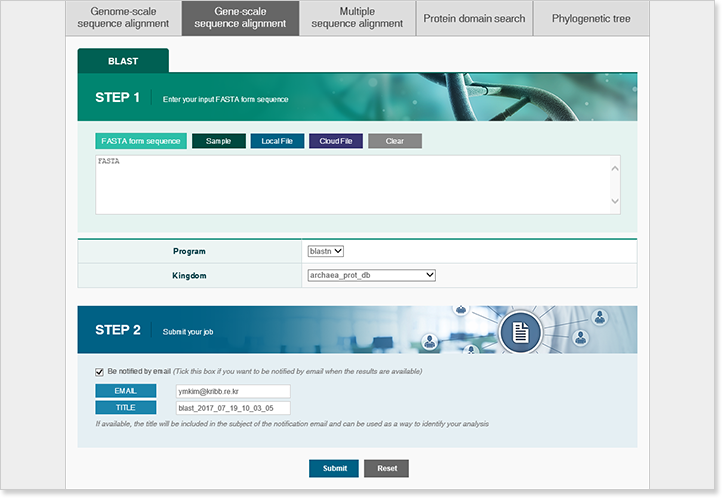 Genome-scale
sequence alignment
Gene-scale
sequence alignment
Multiple
sequence alignment
Protein domain search
Phylogenetic tree
BLAST
STEP 1
Enter your input FASTA form sequence
FASTA form sequence
Sample
Local File
Cloud File
Clear
FASTA
Program
blastn
Kingdom
archaea_prot_db
STEP 2
Submit your job
Be notified by email (Tick this box if you want to be notified by email when the results are available)
EMAIL
ymkim@kribb.re.kr
TITLE
blast_2017_07_19_10_03_05
If available, the title will be included in the subject of the notification email and can be used as a way to identify your analysis
Submit
Reset